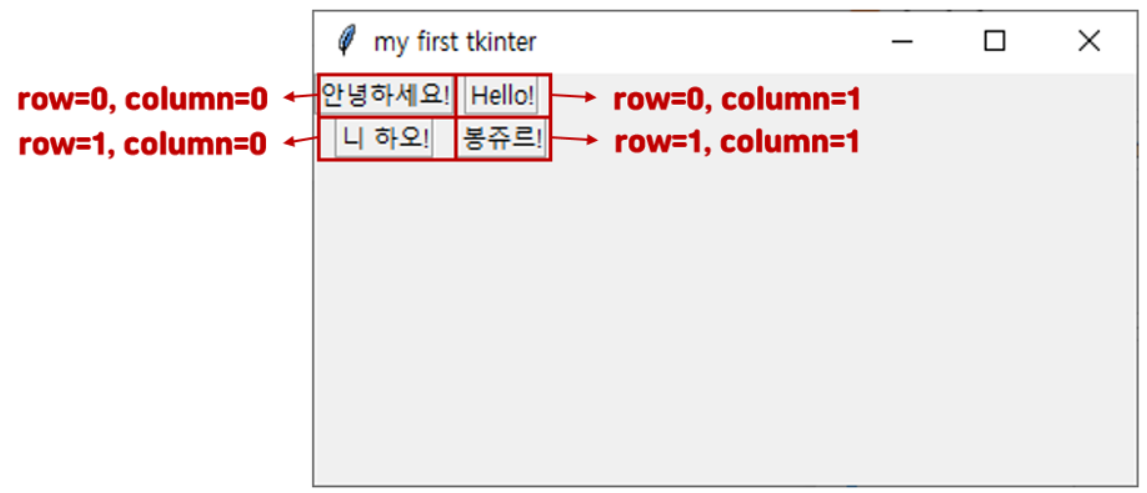 my first tkinter
row=0, column=0 안녕하세요! Hello! row=0, column=1
row=1, column=0 니 하오! 봉쥬르! row=1, column=1